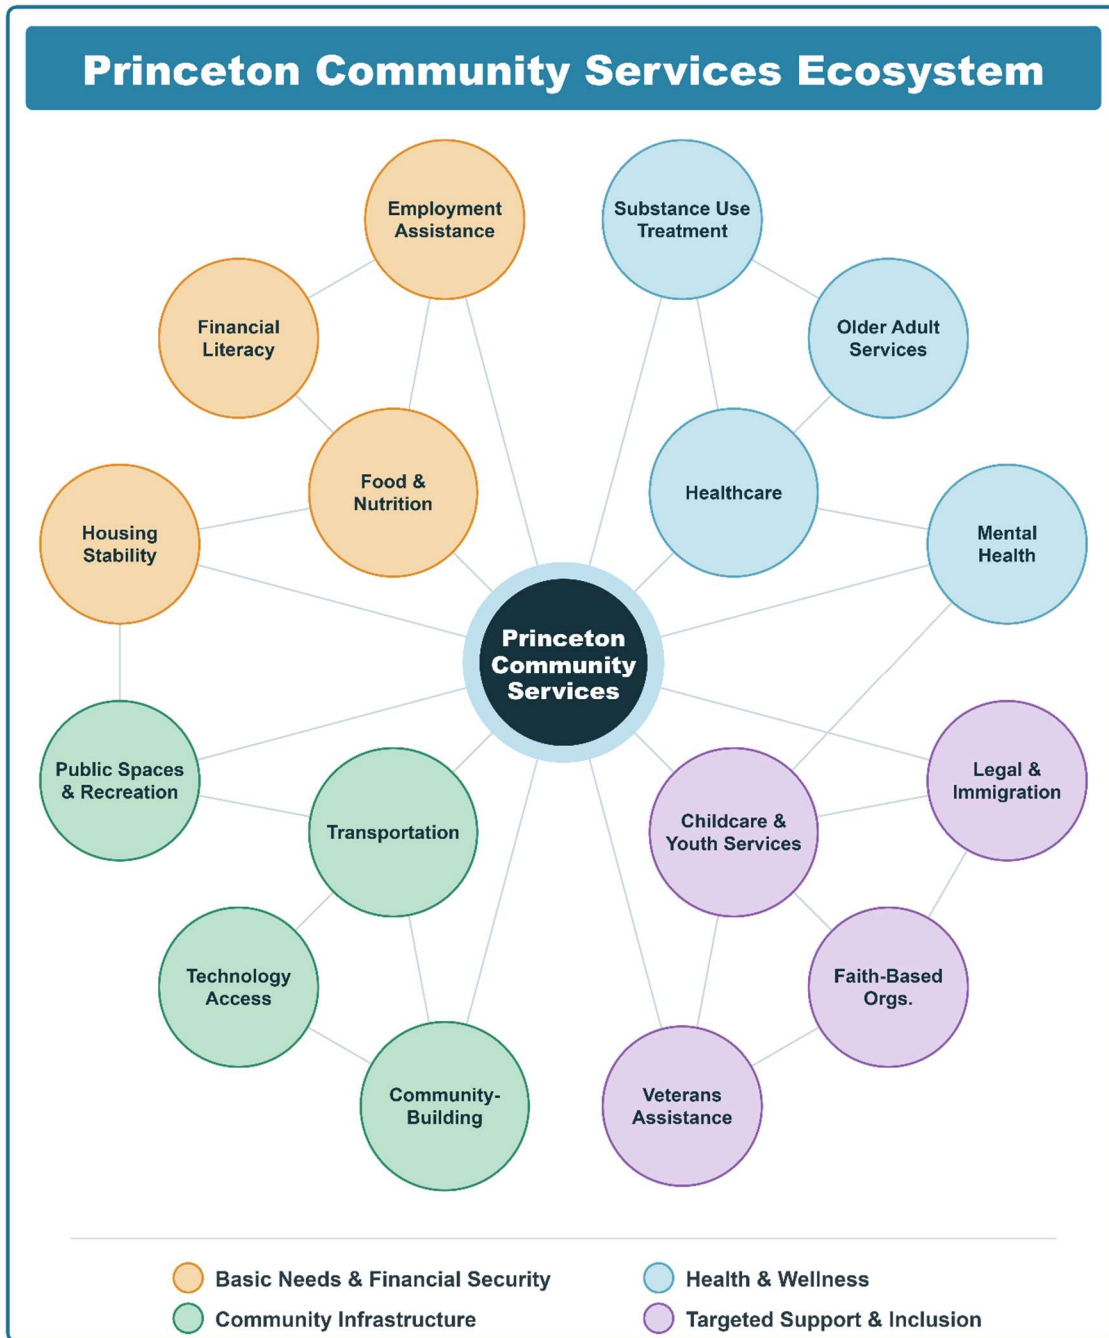 Princeton Community Services Ecosystem
Employment
Assistance
Substance Use
Treatment
Financial
Literacy
Older Adult
Services
Food &
Nutrition
Healthcare
Housing
Stability
Mental
Health
Princeton
Community
Services
Public Spaces
& Recreation
Transportation
Childcare &
Youth Services
Legal &
Immigration
Technology
Access
Faith-Based
Orgs.
Community-
Building
Veterans
Assistance
Basic Needs & Financial Security
Health & Wellness
Community Infrastructure
Targeted Support & Inclusion